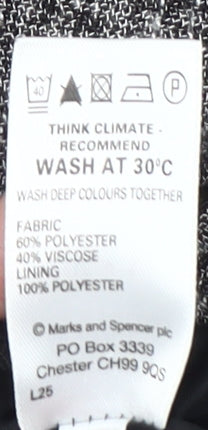 40 P
THINK CLIMATE -
RECOMMEND
WASH AT 30°C
WASH DEEP COLOURS TOGETHER
FABRIC
60% POLYESTER
40% VISCOSE
LINING
100% POLYESTER
© Marks and Spencer plc
PO Box 3339
Chester CH99 9QS
L25